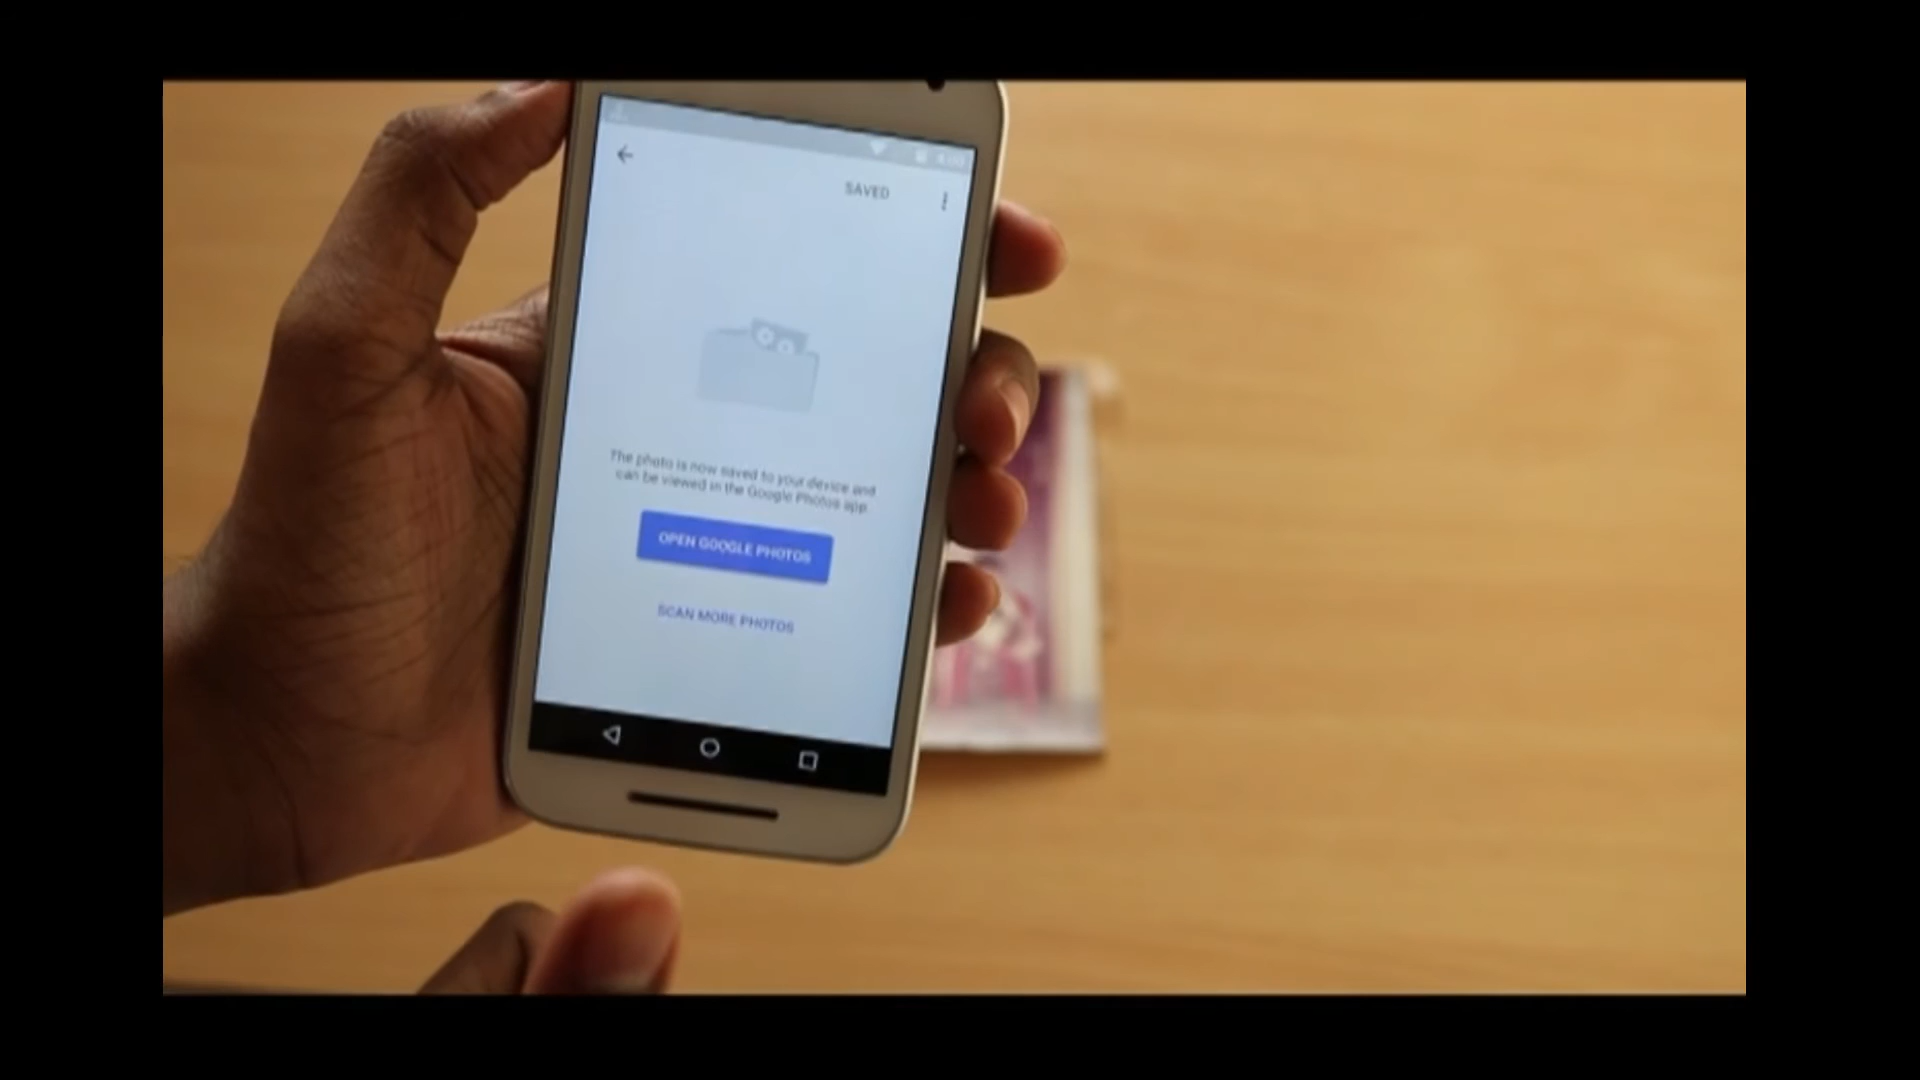 SAVED
The photo is now saved to your device and
can be viewed in the Google Photos app
OPEN GOOGLE PHOTOS
SCAN MORE PHOTOS